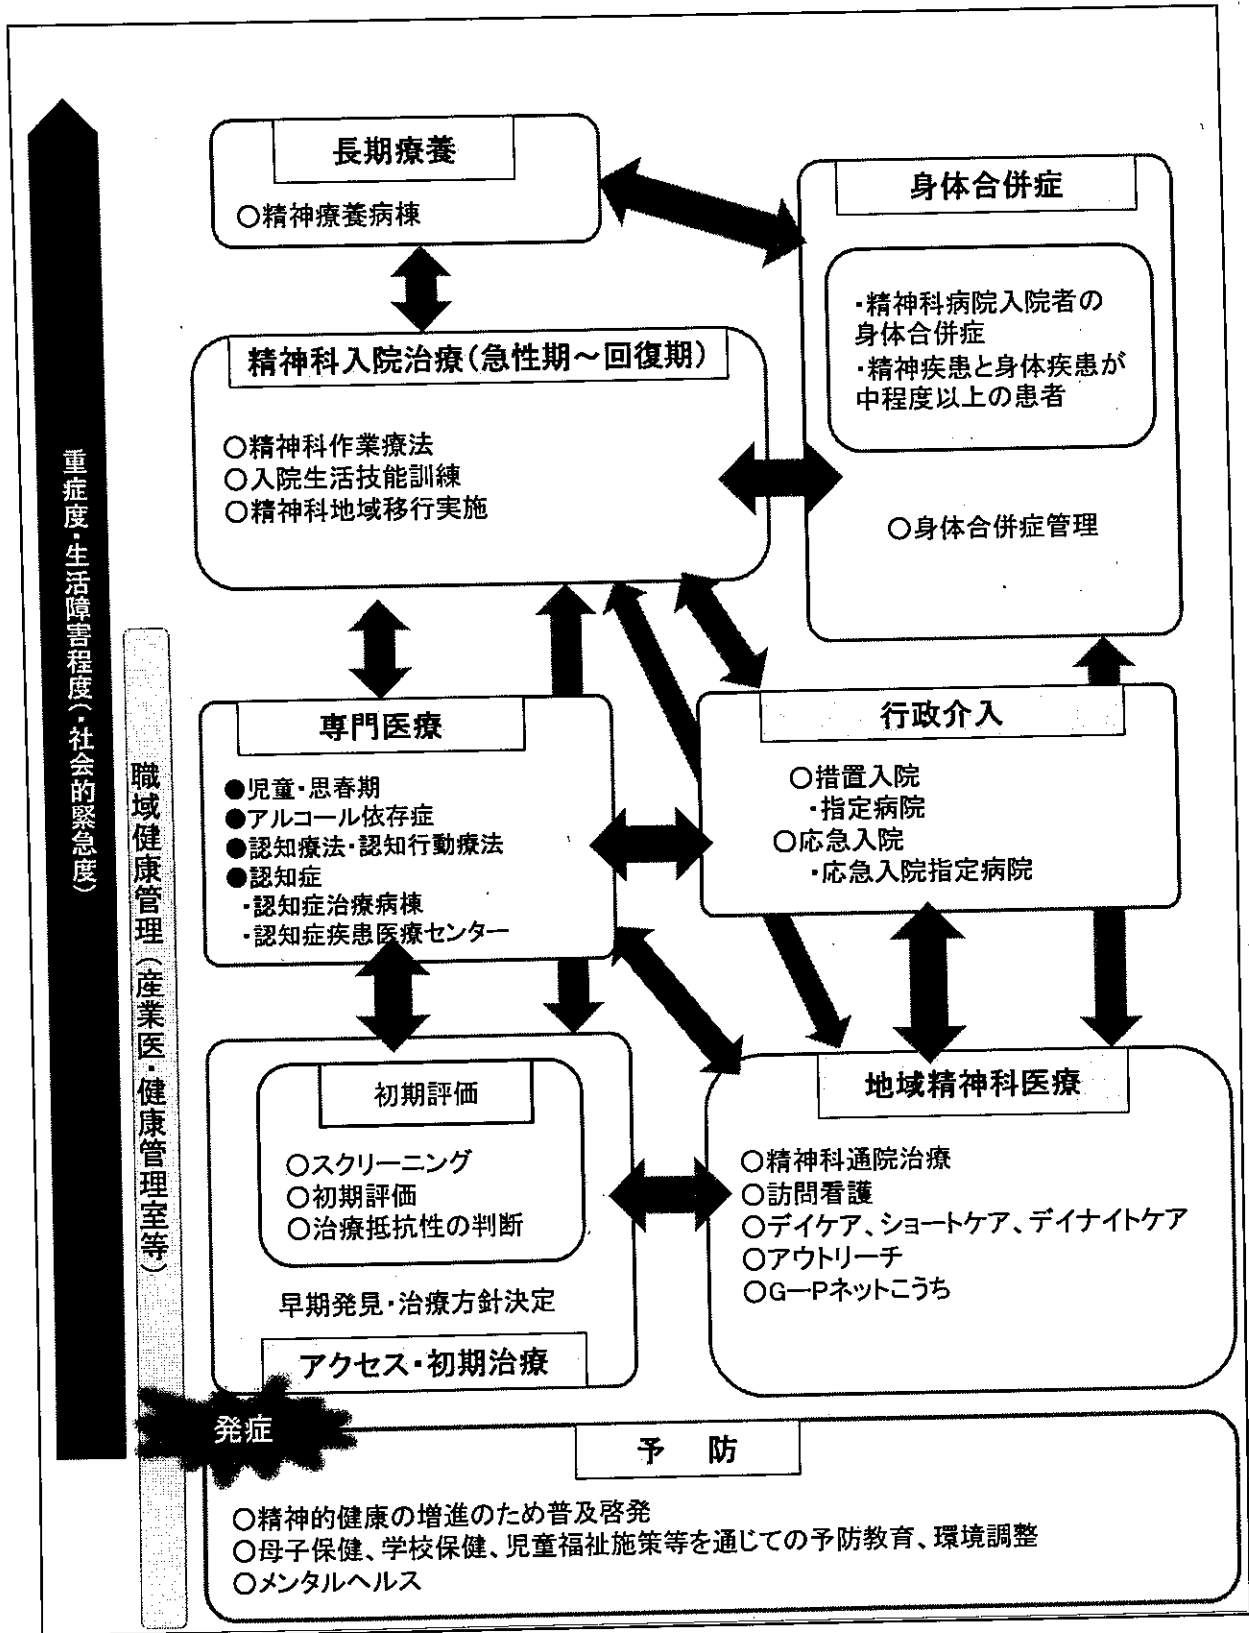 長期療養
○精神療養病棟
身体合併症
・精神科病院入院者の
身体合併症
・精神疾患と身体疾患が
中程度以上の患者
○身体合併症管理
精神科入院治療(急性期～回復期)
○精神科作業療法
○入院生活技能訓練
○精神科地域移行実施
重症度・生活障害程度(・社会的緊急度)
職域健康管理(産業医・健康管理室等)
専門医療
●児童・思春期
●アルコール依存症
●認知療法・認知行動療法
●認知症
・認知症治療病棟
・認知症疾患医療センター
行政介入
○措置入院
・指定病院
○応急入院
・応急入院指定病院
初期評価
○スクリーニング
○初期評価
○治療抵抗性の判断
早期発見・治療方針決定
アクセス・初期治療
地域精神科医療
○精神科通院治療
○訪問看護
○デイケア、ショートケア、デイナイトケア
○アウトリーチ
○G－Pネットこうち
発症
予　防
○精神的健康の増進のため普及啓発
○母子保健、学校保健、児童福祉施策等を通じての予防教育、環境調整
○メンタルヘルス